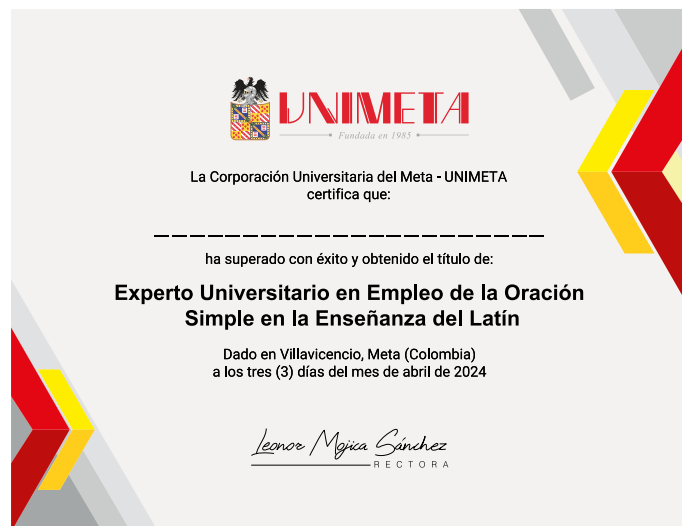 UNIMETA
Fundada en 1985
La Corporación Universitaria del Meta - UNIMETA
certifica que:
ha superado con éxito y obtenido el título de:
Experto Universitario en Empleo de la Oración
Simple en la Enseñanza del Latín
Dado en Villavicencio, Meta (Colombia)
a los tres (3) días del mes de abril de 2024
Leonor Mojica Sánchez
RECTORA